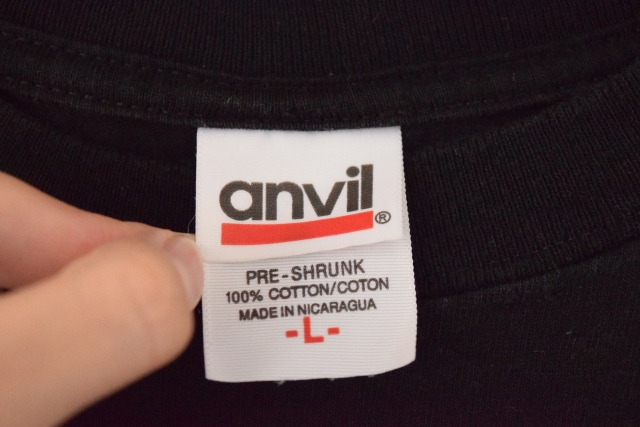 anvil®
PRE-SHRUNK
100% COTTON/COTON
MADE IN NICARAGUA
-L-